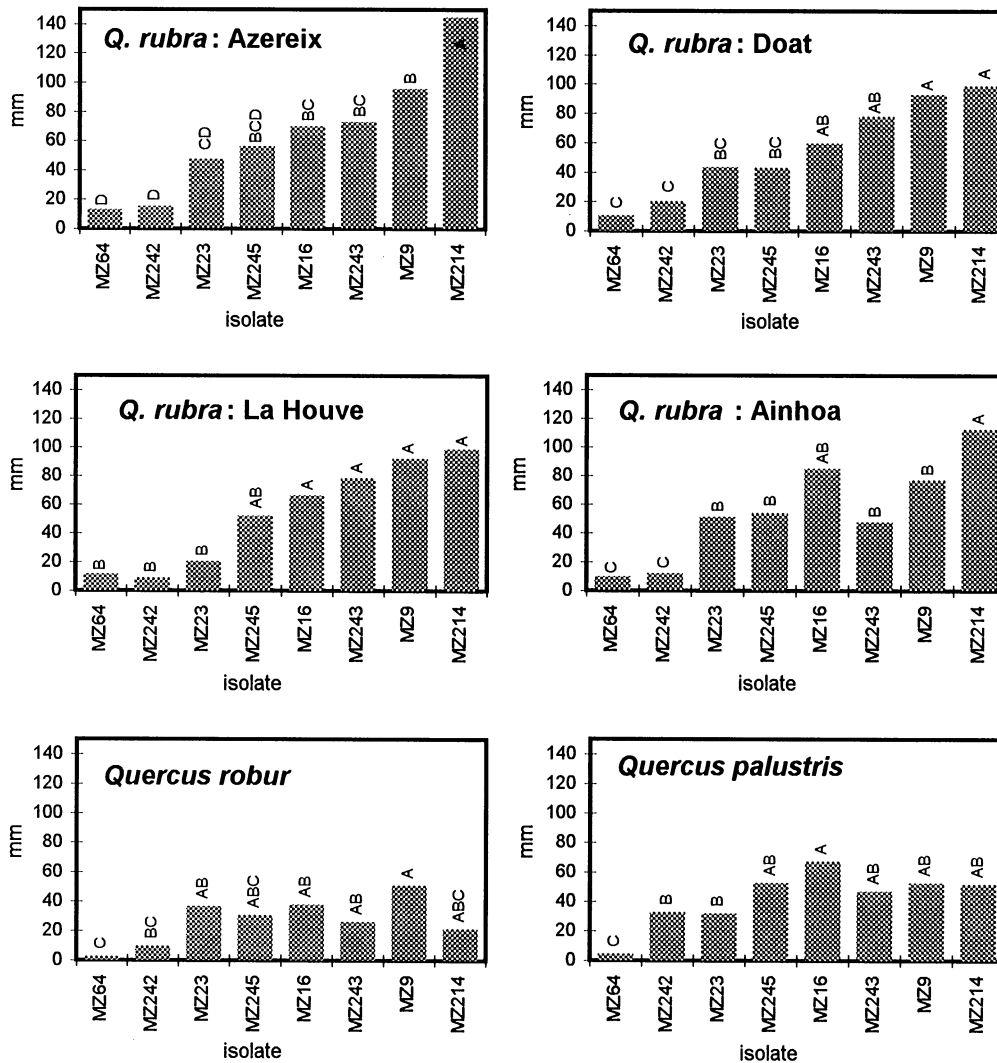 Q. rubra : Azereix
mm
140
120
100
80
60
40
20
0
D
D
CD
BCD
BC
BC
B
A
MZ64
MZ242
MZ23
MZ245
MZ16
MZ243
MZ9
MZ214
isolate
Q. rubra : Doat
mm
140
120
100
80
60
40
20
0
C
C
BC
BC
AB
AB
A
A
MZ64
MZ242
MZ23
MZ245
MZ16
MZ243
MZ9
MZ214
isolate
Q. rubra : La Houve
mm
140
120
100
80
60
40
20
0
B
B
B
AB
A
A
A
A
MZ64
MZ242
MZ23
MZ245
MZ16
MZ243
MZ9
MZ214
isolate
Q. rubra : Ainhoa
mm
140
120
100
80
60
40
20
0
C
C
B
B
AB
B
B
A
MZ64
MZ242
MZ23
MZ245
MZ16
MZ243
MZ9
MZ214
isolate
Quercus robur
mm
140
120
100
80
60
40
20
0
C
BC
AB
ABC
AB
AB
A
ABC
MZ64
MZ242
MZ23
MZ245
MZ16
MZ243
MZ9
MZ214
isolate
Quercus palustris
mm
140
120
100
80
60
40
20
0
C
B
B
AB
A
AB
AB
AB
MZ64
MZ242
MZ23
MZ245
MZ16
MZ243
MZ9
MZ214
isolate